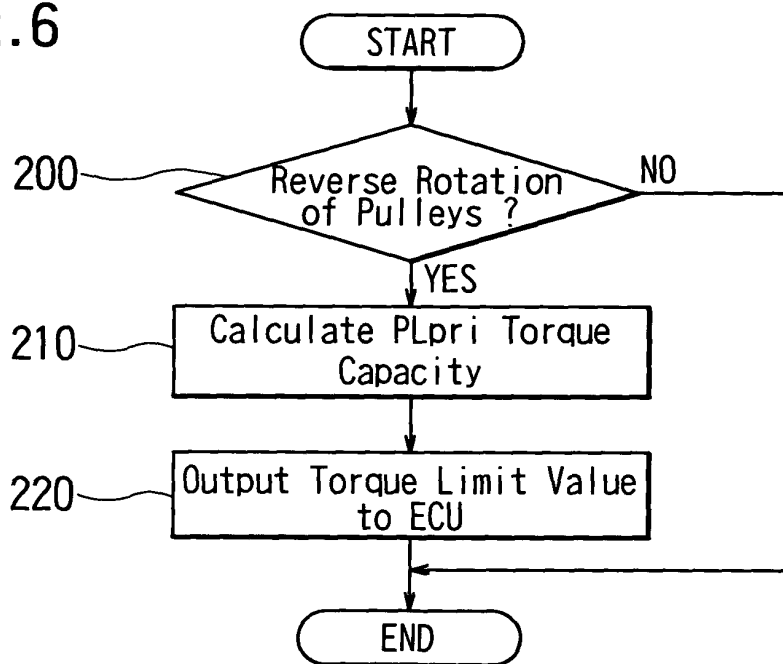 .6
START
200
Reverse Rotation
of Pulleys ?
NO
YES
210
Calculate PLpri Torque
Capacity
220
Output Torque Limit Value
to ECU
END